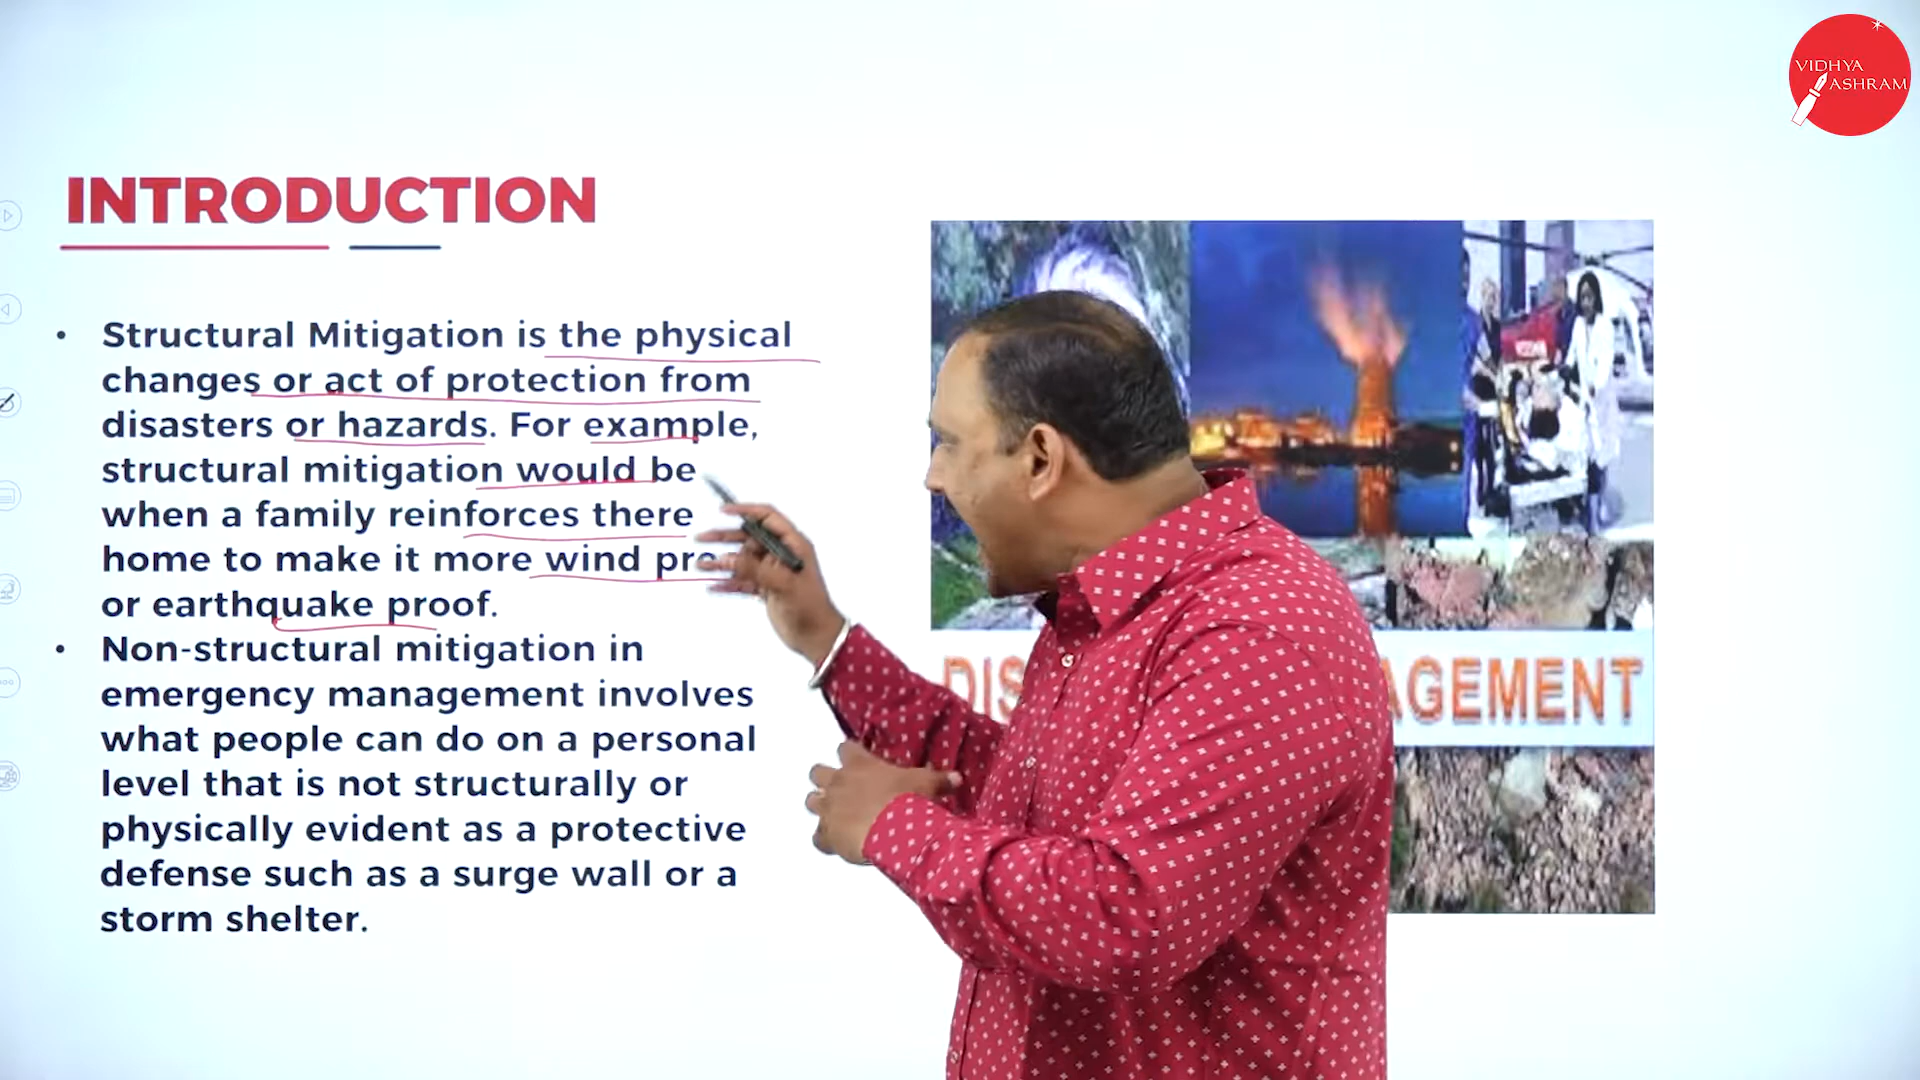 VIDHYA
ASHRAM
INTRODUCTION
• Structural Mitigation is the physical
changes or act of protection from
disasters or hazards. For example,
structural mitigation would be
when a family reinforces there
home to make it more wind
or earthquake proof.
• Non-structural mitigation in
emergency management involves
what people can do on a personal
level that is not structurally or
physically evident as a protective
defense such as a surge wall or a
storm shelter.
DIS AGEMENT